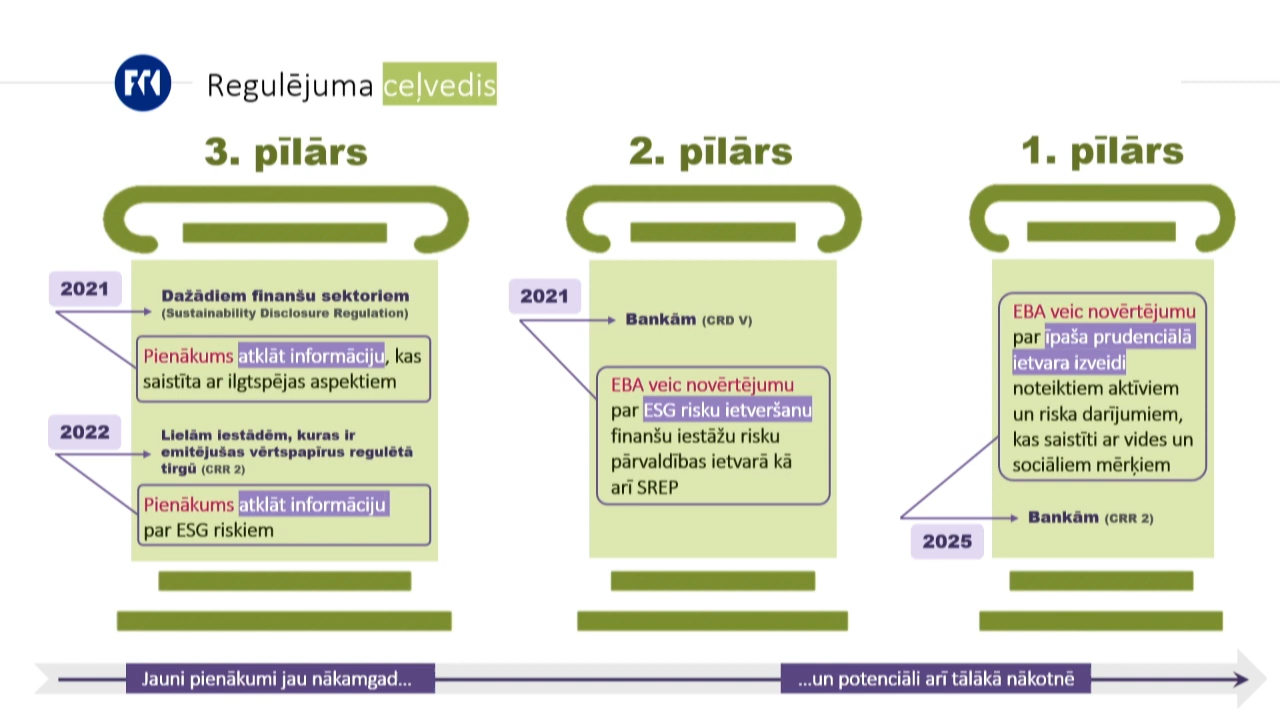 Regulējuma ceļvedis
3. pīlārs
2021
Dažādiem finanšu sektoriem
(Sustainability Disclosure Regulation)
Pienākums atklāt informāciju, kas
saistīta ar ilgtspējas aspektiem
2022
Lielām iestādēm, kuras ir
emitējušas vērtspapīrus regulētā
tirgū (CRR 2)
Pienākums atklāt informāciju
par ESG riskiem
2. pīlārs
2021
Bankām (CRD V)
EBA veic novērtējumu
par ESG risku ietveršanu
finanšu iestāžu risku
pārvaldības ietvarā kā
arī SREP
1. pīlārs
EBA veic novērtējumu
par īpaša prudenciālā
ietvara izveidi
noteiktiem aktīviem
un riska darījumiem,
kas saistīti ar vides un
sociāliem mērķiem
Bankām (CRR 2)
2025
Jauni pienākumi jau nākamgad...
...un potenciāli arī tālākā nākotnē